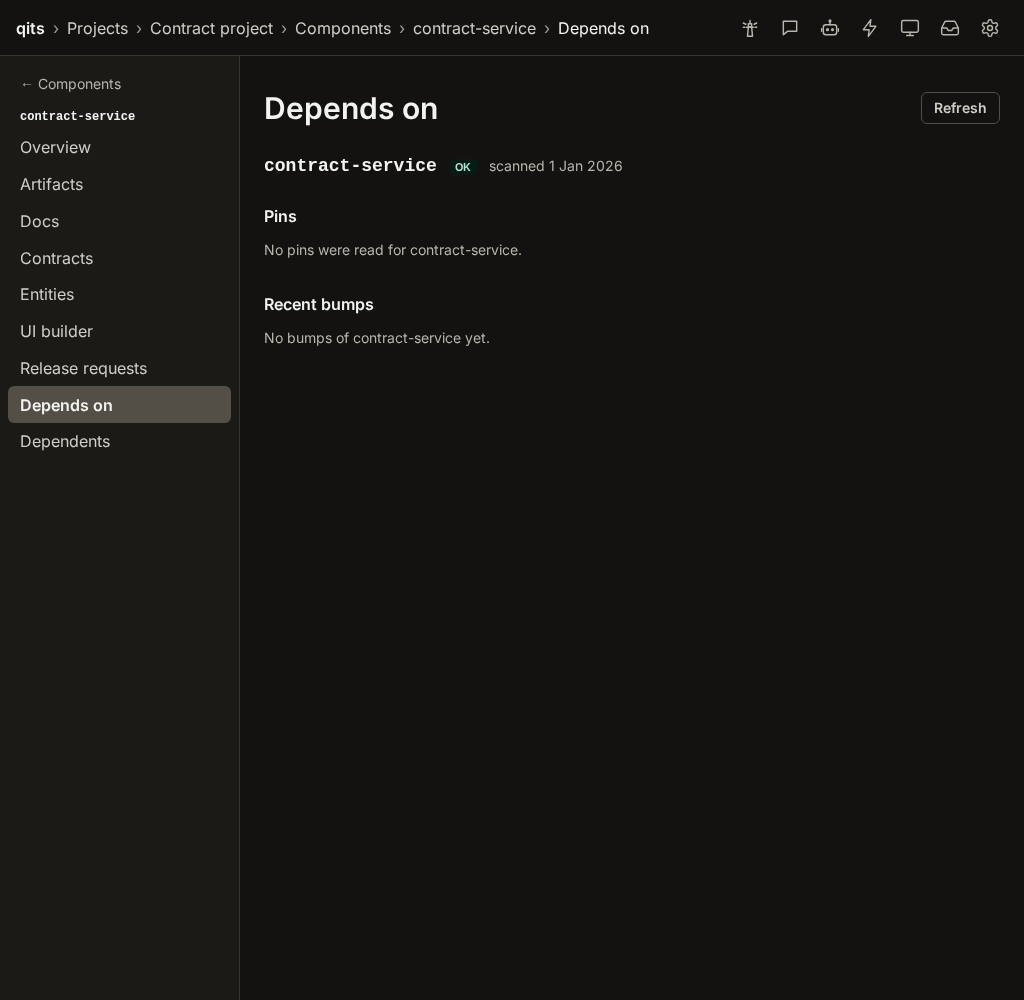 qits › Projects › Contract project › Components › contract-service › Depends on
← Components
contract-service
Overview
Artifacts
Docs
Contracts
Entities
UI builder
Release requests
Depends on
Dependents
Depends on
Refresh
contract-service OK scanned 1 Jan 2026
Pins
No pins were read for contract-service.
Recent bumps
No bumps of contract-service yet.